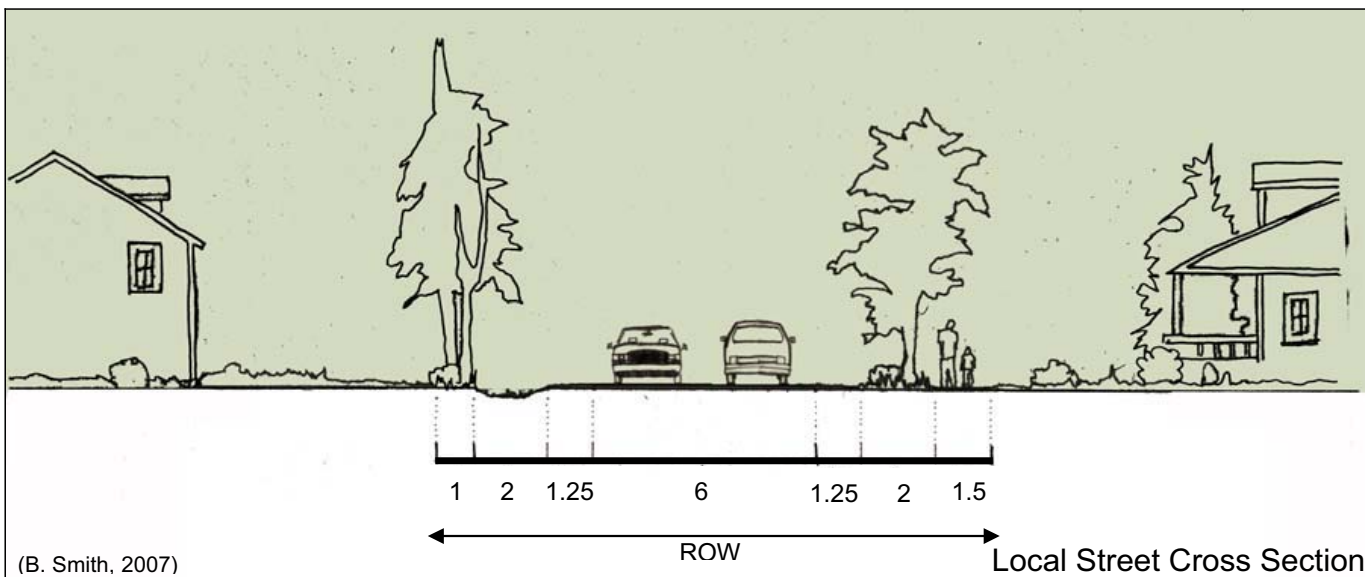 1 2 1.25 6 1.25 2 1.5
ROW
(B. Smith, 2007) Local Street Cross Section